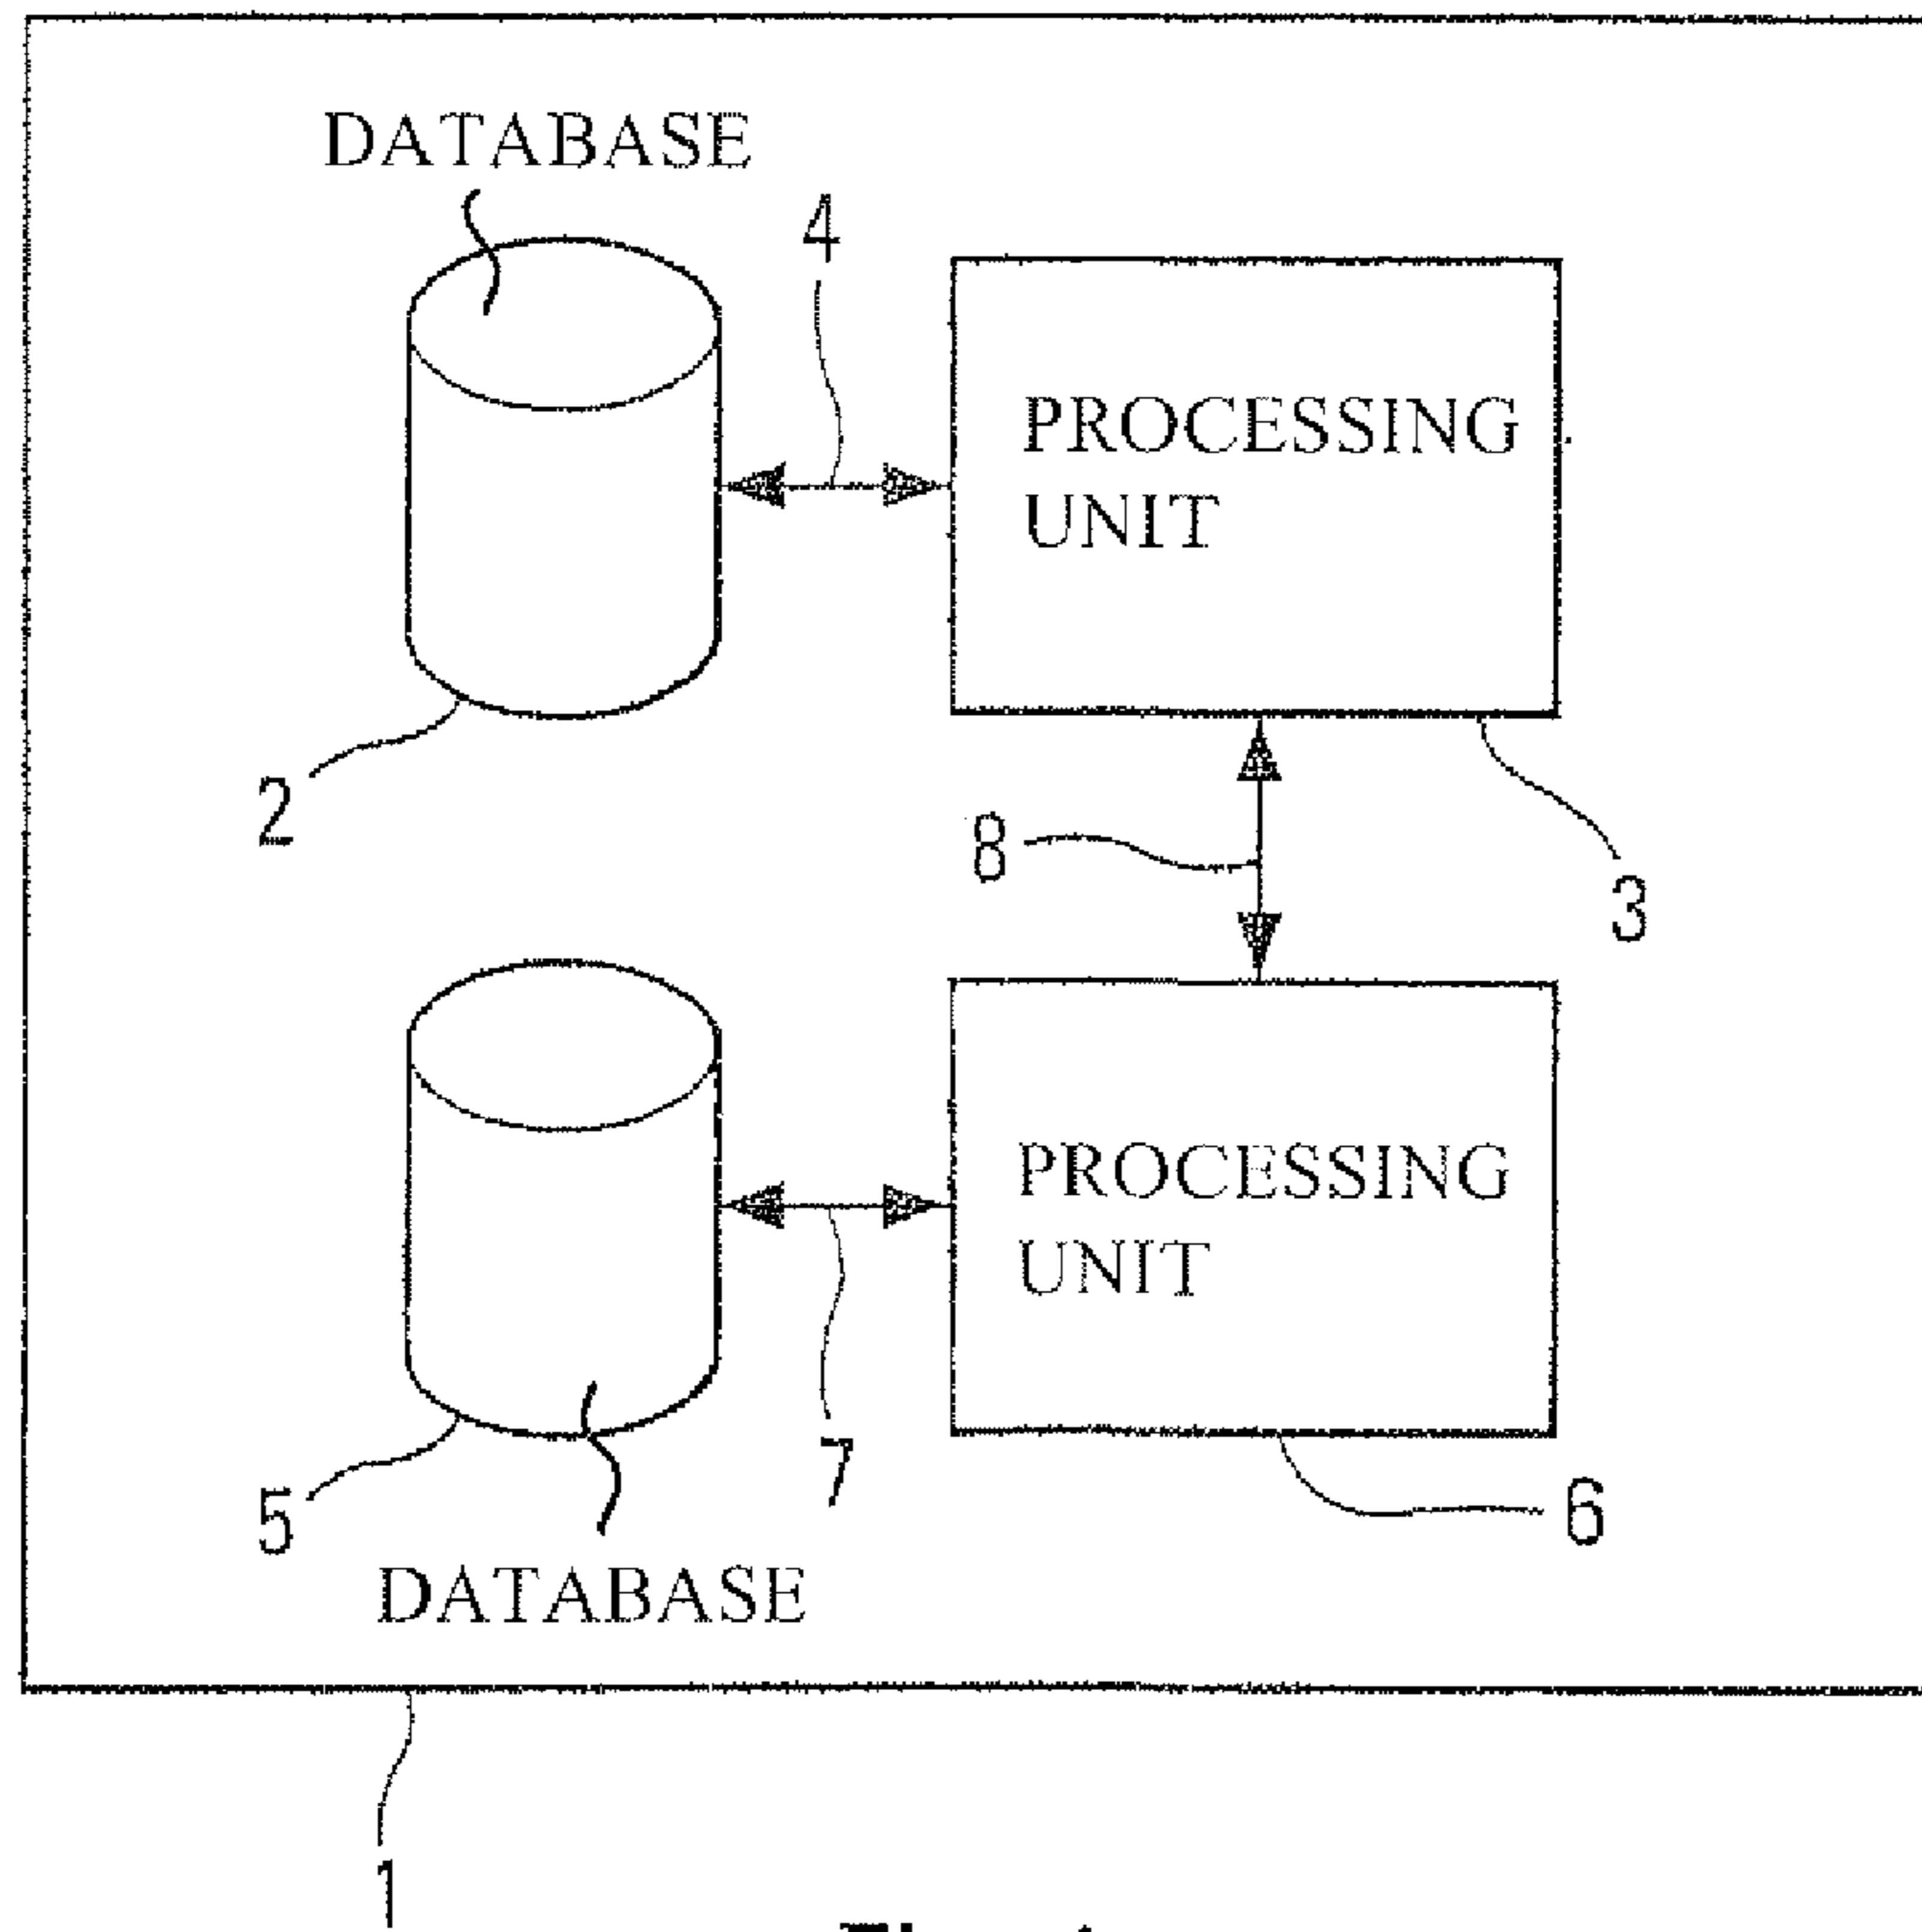 DATABASE
4
PROCESSING
UNIT
2
8
3
PROCESSING
UNIT
7
5
6
DATABASE
1